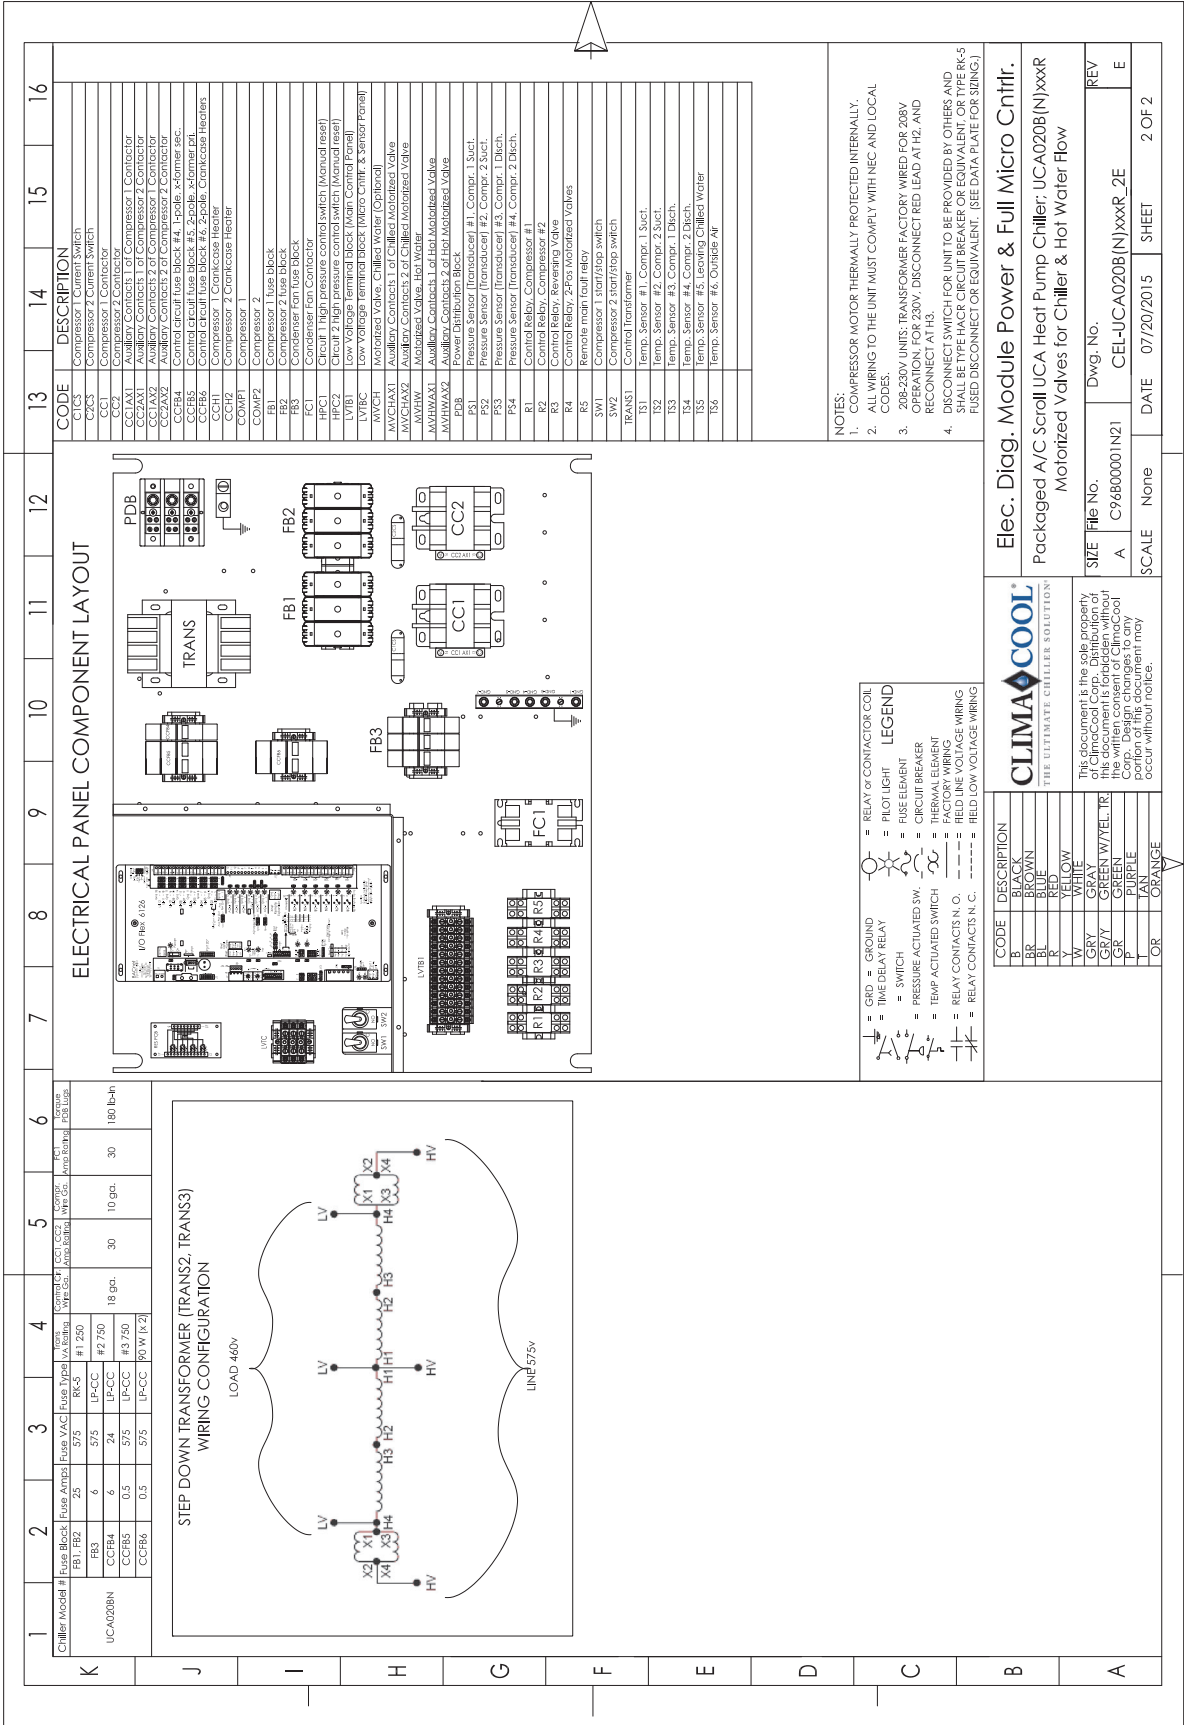 1 2 3 4 5 6 7 8 9 10 11 12 13 14 15 16
K
J
I
H
G
F
E
D
C
B
A
Chiller Model # Fuse Block Fuse Amps Fuse VAC Fuse Type Trans VA Rating Control Cir. Wire Ga. CC1, CC2 Amp Rating Compr. Wire Ga. FC1 Amp Rating Torque PDB Lugs
UCA020BN FB1, FB2 25 575 RK-5 #1 250 18 ga. 30 10 ga. 30 180 lb-in
FB3 6 575 LP-CC #2 750
CCFB4 6 24 LP-CC
CCFB5 0.5 575 LP-CC #3 750
CCFB6 0.5 575 LP-CC 90 W (x 2)
STEP DOWN TRANSFORMER (TRANS2, TRANS3)
WIRING CONFIGURATION
LOAD 460v
LV LV LV
X2 X1 X1 X2
X4 X3 H4 H3 H2 H1 H1 H2 H3 H4 X3 X4
HV HV HV
LINE 575v
ELECTRICAL PANEL COMPONENT LAYOUT
RSS PCB
I/O Flex 6126
TRANS
PDB
CCFB6
LVTC
FB1
FB2
SW1 SW2
NO NO
LVTB1
FB3
CC1
CC1 AX1
CC2
CC2 AX1
R1 R2 R3 R4 R5
FC1
= GRD = GROUND
= TIME DELAY RELAY
= SWITCH
= PRESSURE ACTUATED SW.
= TEMP ACTUATED SWITCH
= RELAY CONTACTS N. O.
= RELAY CONTACTS N. C.
= RELAY or CONTACTOR COIL
= PILOT LIGHT
LEGEND
= FUSE ELEMENT
= CIRCUIT BREAKER
= THERMAL ELEMENT
= FACTORY WIRING
= FIELD LINE VOLTAGE WIRING
= FIELD LOW VOLTAGE WIRING
CODE DESCRIPTION
B BLACK
BR BROWN
BL BLUE
R RED
Y YELLOW
W WHITE
GRY GRAY
GR/Y GREEN W/YEL. TR.
GR GREEN
P PURPLE
T TAN
OR ORANGE
CLIMACOOL®
THE ULTIMATE CHILLER SOLUTION
This document is the sole property
of ClimaCool Corp. Distribution of
this document is forbidden without
the written consent of ClimaCool
Corp. Design changes to any
portion of this document may
occur without notice.
CODE DESCRIPTION
C1CS Compressor 1 Current Switch
C2CS Compressor 2 Current Switch
CC1 Compressor 1 Contactor
CC2 Compressor 2 Contactor
CC1AX1 Auxiliary Contacts 1 of Compressor 1 Contactor
CC2AX1 Auxiliary Contacts 1 of Compressor 2 Contactor
CC1AX2 Auxiliary Contacts 2 of Compressor 1 Contactor
CC2AX2 Auxiliary Contacts 2 of Compressor 2 Contactor
CCFB4 Control circuit fuse block #4, 1-pole, x-former sec.
CCFB5 Control circuit fuse block #5, 2-pole, x-former pri.
CCFB6 Control circuit fuse block #6, 2-pole, Crankcase Heaters
CCH1 Compressor 1 Crankcase Heater
CCH2 Compressor 2 Crankcase Heater
COMP1 Compressor 1
COMP2 Compressor 2
FB1 Compressor 1 fuse block
FB2 Compressor 2 fuse block
FB3 Condenser Fan fuse block
FC1 Condenser Fan Contactor
HPC1 Circuit 1 high pressure control switch (Manual reset)
HPC2 Circuit 2 high pressure control switch (Manual reset)
LVTB1 Low Voltage Terminal block (Main Control Panel)
LVTBC Low Voltage Terminal block (Micro Cntrlr. & Sensor Panel)
MVCH Motorized Valve, Chilled Water (Optional)
MVCHAX1 Auxiliary Contacts 1 of Chilled Motorized Valve
MVCHAX2 Auxiliary Contacts 2 of Chilled Motorized Valve
MVHW Motorized Valve, Hot Water
MVHWAX1 Auxiliary Contacts 1 of Hot Motorized Valve
MVHWAX2 Auxiliary Contacts 2 of Hot Motorized Valve
PDB Power Distribution Block
PS1 Pressure Sensor (Transducer) #1, Compr. 1 Suct.
PS2 Pressure Sensor (Transducer) #2, Compr. 2 Suct.
PS3 Pressure Sensor (Transducer) #3, Compr. 1 Disch.
PS4 Pressure Sensor (Transducer) #4, Compr. 2 Disch.
R1 Control Relay, Compressor #1
R2 Control Relay, Compressor #2
R3 Control Relay, Reversing Valve
R4 Control Relay, 2-Pos Motorized Valves
R5 Remote main fault relay
SW1 Compressor 1 start/stop switch
SW2 Compressor 2 start/stop switch
TRANS1 Control Transformer
TS1 Temp. Sensor #1, Compr. 1 Suct.
TS2 Temp. Sensor #2, Compr. 2 Suct.
TS3 Temp. Sensor #3, Compr. 1 Disch.
TS4 Temp. Sensor #4, Compr. 2 Disch.
TS5 Temp. Sensor #5, Leaving Chilled Water
TS6 Temp. Sensor #6, Outside Air
NOTES:
1. COMPRESSOR MOTOR THERMALLY PROTECTED INTERNALLY.
2. ALL WIRING TO THE UNIT MUST COMPLY WITH NEC AND LOCAL
CODES.
3. 208-230V UNITS: TRANSFORMER FACTORY WIRED FOR 208V
OPERATION. FOR 230V, DISCONNECT RED LEAD AT H2, AND
RECONNECT AT H3.
4. DISCONNECT SWITCH FOR UNIT TO BE PROVIDED BY OTHERS AND
SHALL BE TYPE HACR CIRCUIT BREAKER OR EQUIVALENT, OR TYPE RK-5
FUSED DISCONNECT OR EQUIVALENT. (SEE DATA PLATE FOR SIZING.)
Elec. Diag. Module Power & Full Micro Cntrlr.
Packaged A/C Scroll UCA Heat Pump Chiller; UCA020B(N)xxxR
Motorized Valves for Chiller & Hot Water Flow
SIZE File No. Dwg. No. REV
A C96B00001N21 CEL-UCA020B(N)xxxR_2E E
SCALE None DATE 07/20/2015 SHEET 2 OF 2